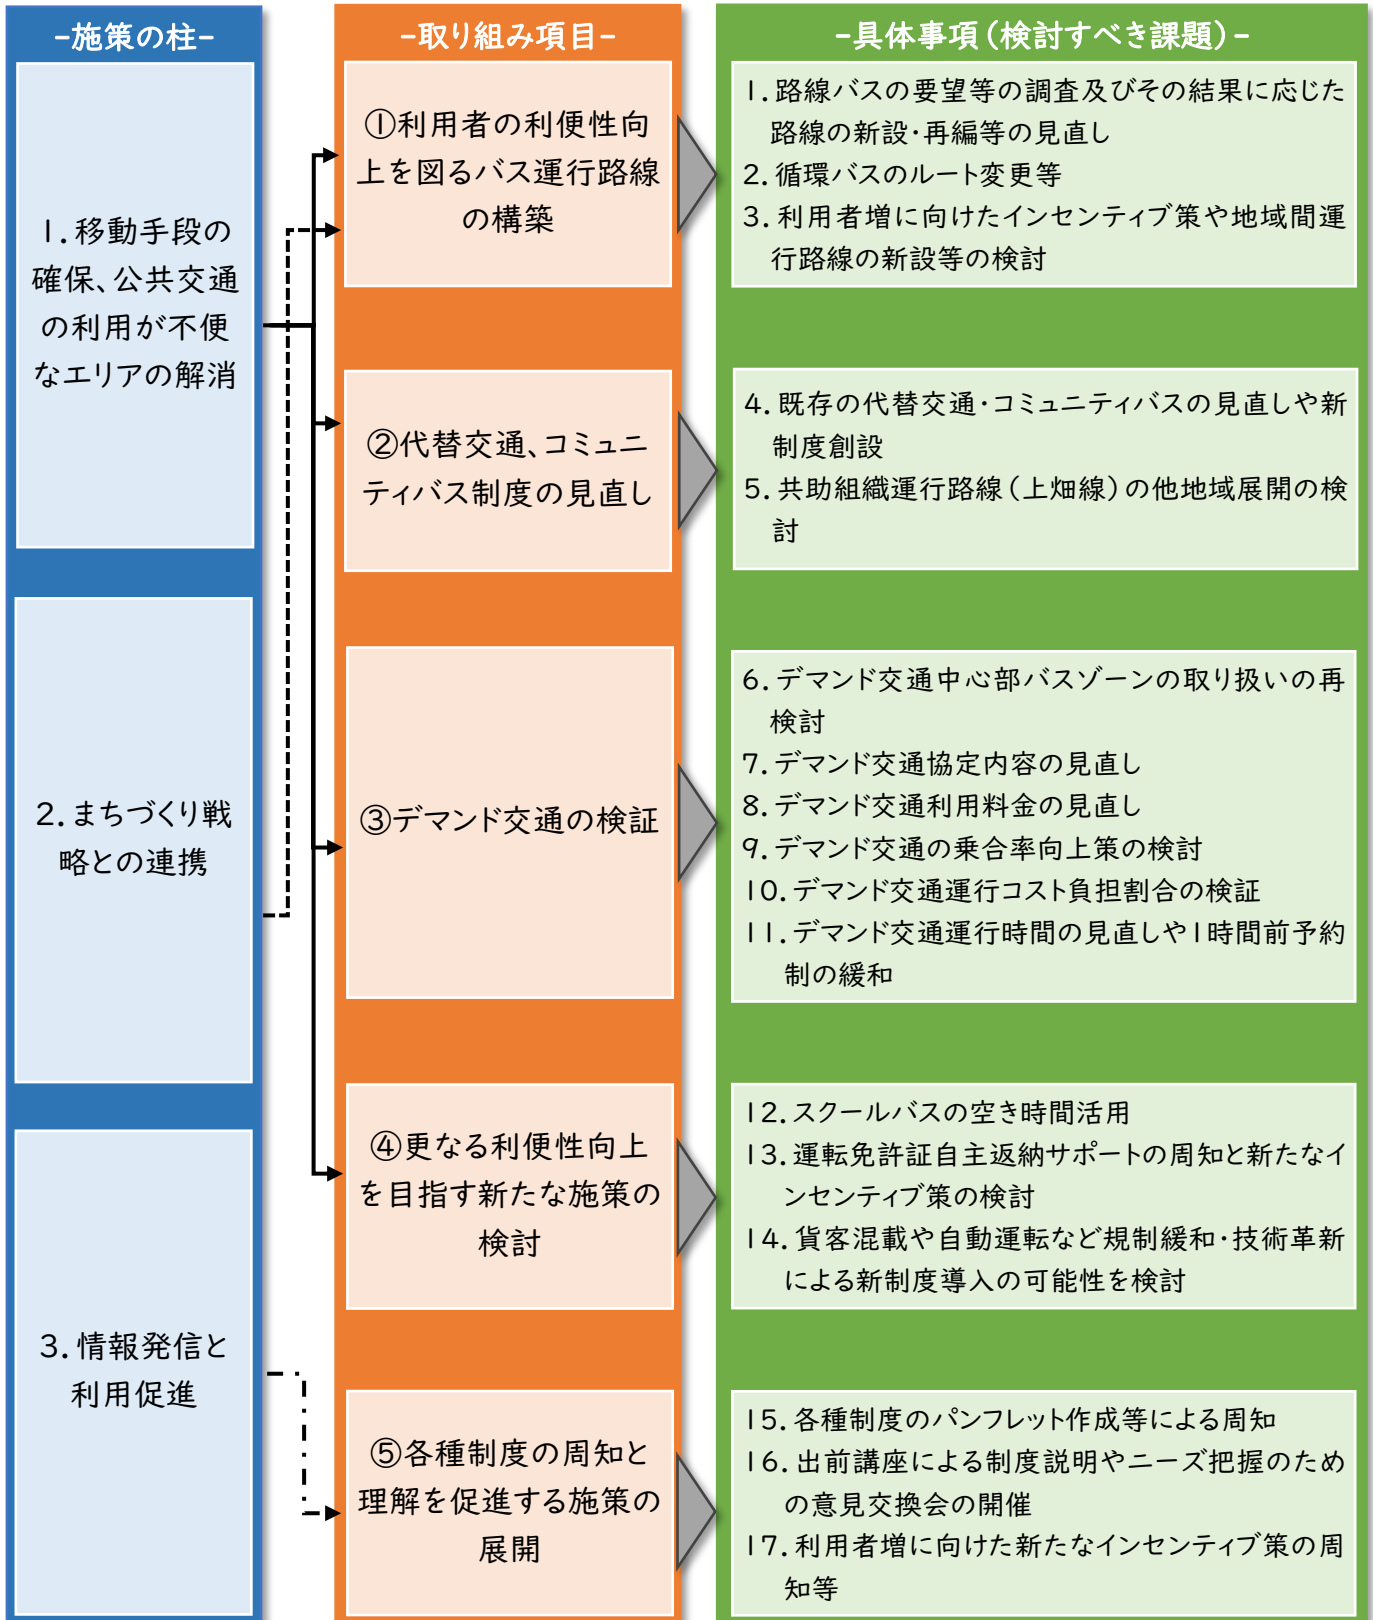 -施策の柱-
1.移動手段の
確保、公共交通
の利用が不便
なエリアの解消
2.まちづくり戦
略との連携
3.情報発信と
利用促進
-取り組み項目-
①利用者の利便性向
上を図るバス運行路線
の構築
②代替交通、コミュニ
ティバス制度の見直し
③デマンド交通の検証
④更なる利便性向上
を目指す新たな施策の
検討
⑤各種制度の周知と
理解を促進する施策の
展開
-具体事項(検討すべき課題)-
1.路線バスの要望等の調査及びその結果に応じた
路線の新設・再編等の見直し
2.循環バスのルート変更等
3.利用者増に向けたインセンティブ策や地域間運
行路線の新設等の検討
4.既存の代替交通・コミュニティバスの見直しや新
制度創設
5.共助組織運行路線(上畑線)の他地域展開の検
討
6.デマンド交通中心部バスゾーンの取り扱いの再
検討
7.デマンド交通協定内容の見直し
8.デマンド交通利用料金の見直し
9.デマンド交通の乗合率向上策の検討
10.デマンド交通運行コスト負担割合の検証
11.デマンド交通運行時間の見直しや1時間前予約
制の緩和
12.スクールバスの空き時間活用
13.運転免許証自主返納サポートの周知と新たなイ
ンセンティブ策の検討
14.貨客混載や自動運転など規制緩和・技術革新
による新制度導入の可能性を検討
15.各種制度のパンフレット作成等による周知
16.出前講座による制度説明やニーズ把握のため
の意見交換会の開催
17.利用者増に向けた新たなインセンティブ策の周
知等